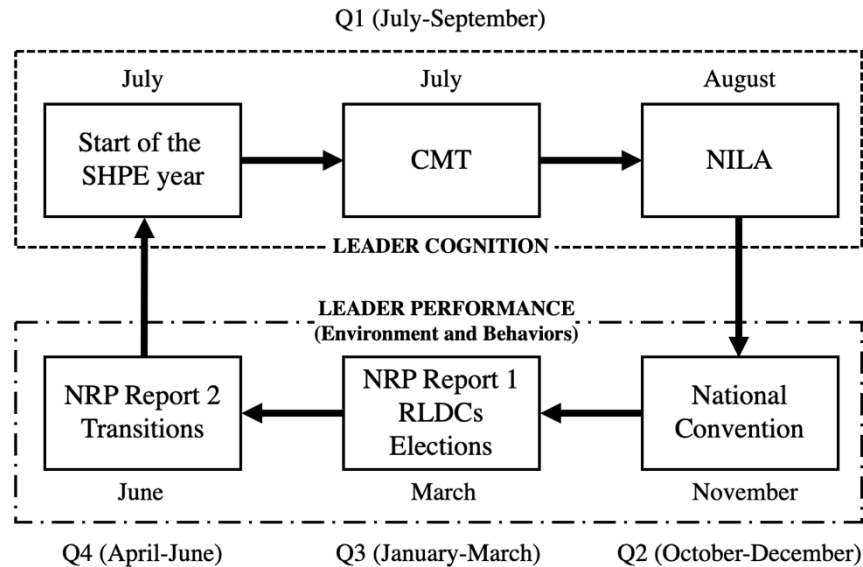 Q1 (July-September)
July
July
August
Start of the
SHPE year
CMT
NILA
LEADER COGNITION
LEADER PERFORMANCE
(Environment and Behaviors)
NRP Report 2
Transitions
NRP Report 1
RLDCs
Elections
National
Convention
June
March
November
Q4 (April-June)
Q3 (January-March)
Q2 (October-December)